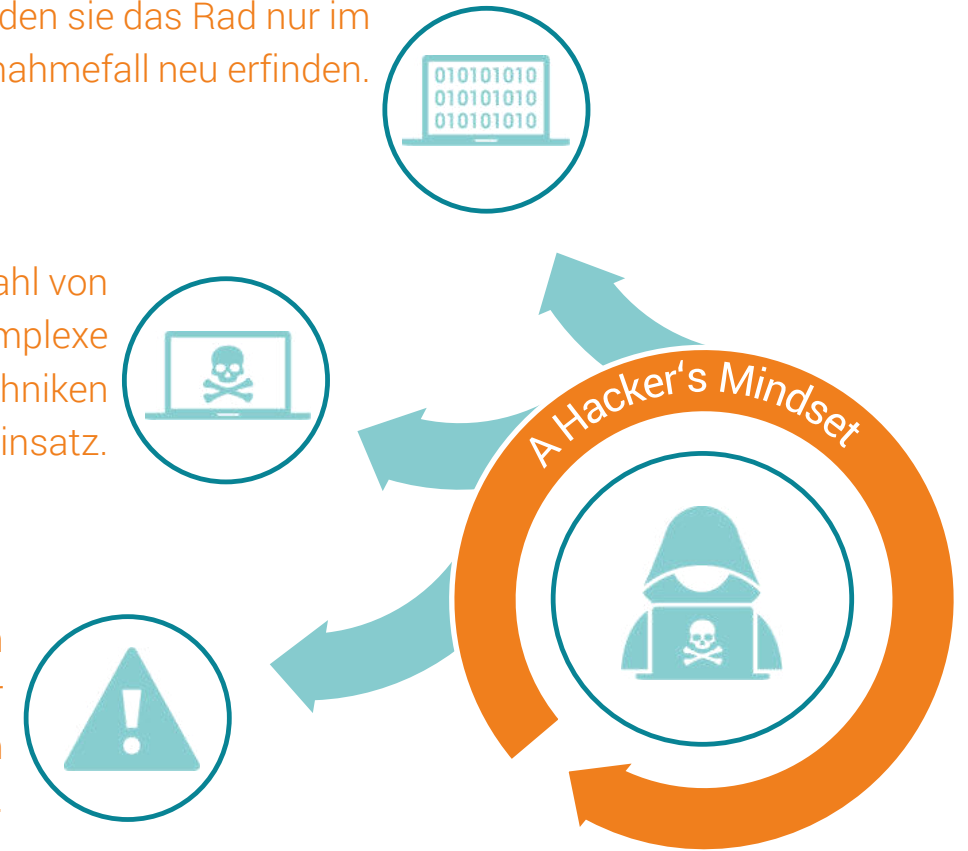 den sie das Rad nur im
nahmefall neu erfinden.
010101010
010101010
010101010
ahl von
mplexe
hniken
insatz.
A Hacker's Mindset